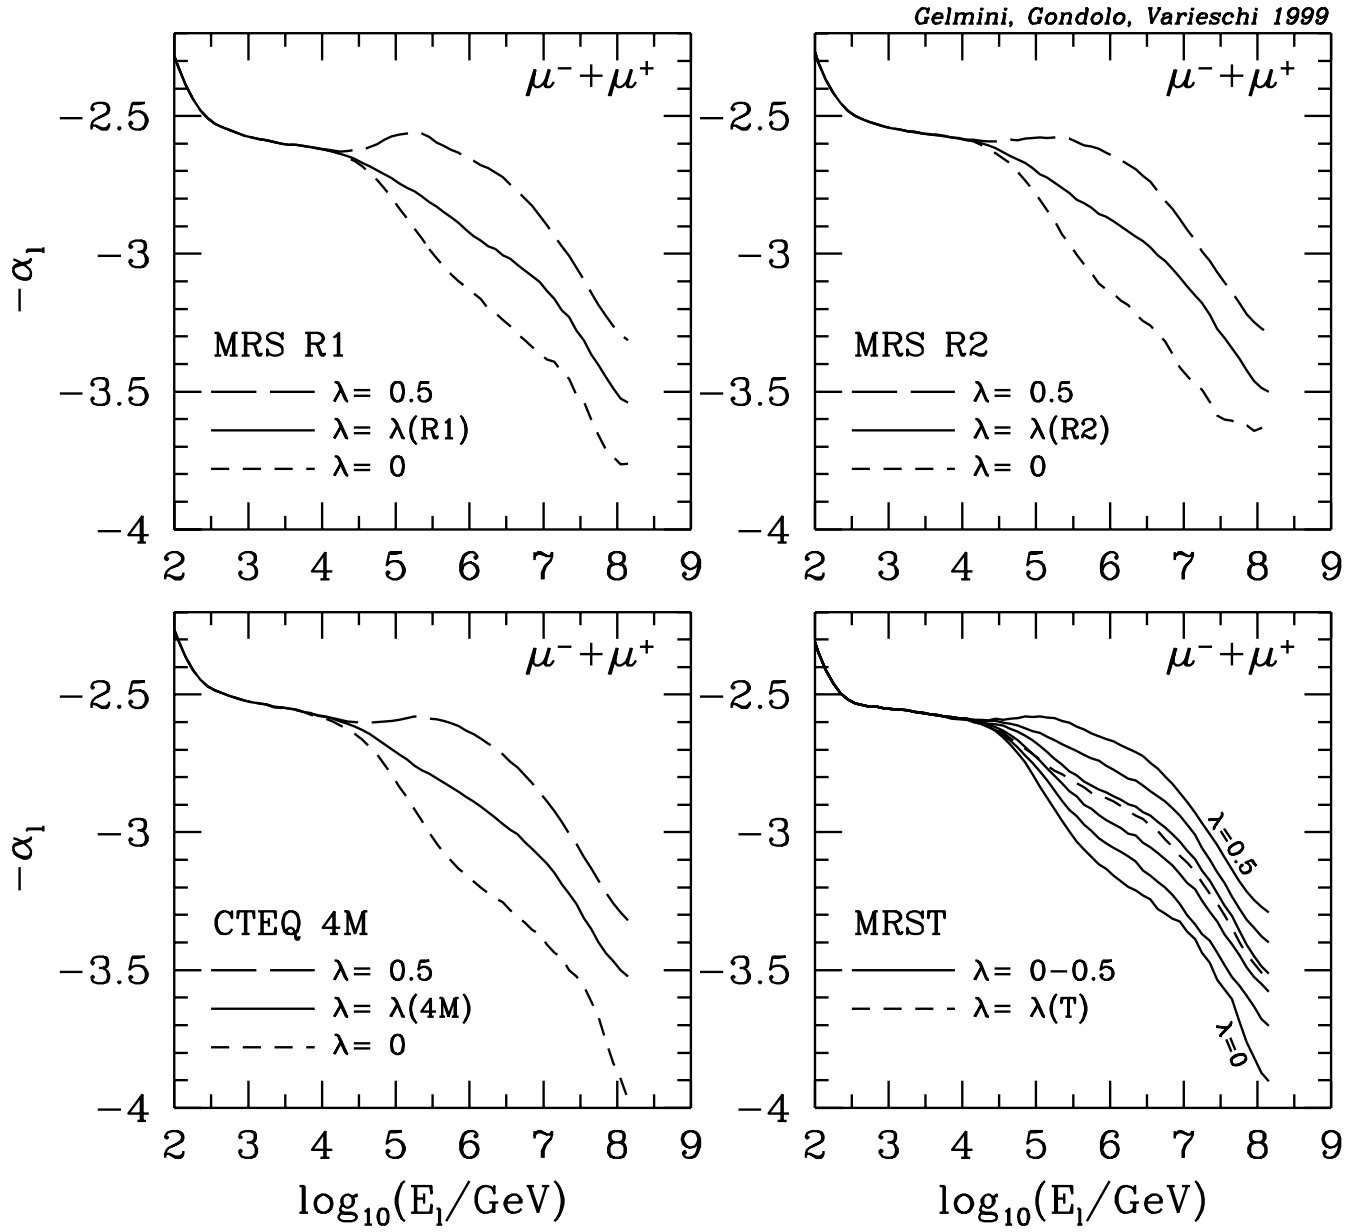 Gelmini, Gondolo, Varieschi 1999
μ⁻+μ⁺
-2.5
-3
-3.5
-4
-α_l
MRS R1
λ= 0.5
λ= λ(R1)
λ= 0
2 3 4 5 6 7 8 9
μ⁻+μ⁺
-2.5
-3
-3.5
-4
MRS R2
λ= 0.5
λ= λ(R2)
λ= 0
2 3 4 5 6 7 8 9
μ⁻+μ⁺
-2.5
-3
-3.5
-4
-α_l
CTEQ 4M
λ= 0.5
λ= λ(4M)
λ= 0
2 3 4 5 6 7 8 9
log₁₀(E_l/GeV)
μ⁻+μ⁺
-2.5
-3
-3.5
-4
λ=0.5
MRST
λ= 0-0.5
λ= λ(T)
λ=0
2 3 4 5 6 7 8 9
log₁₀(E_l/GeV)